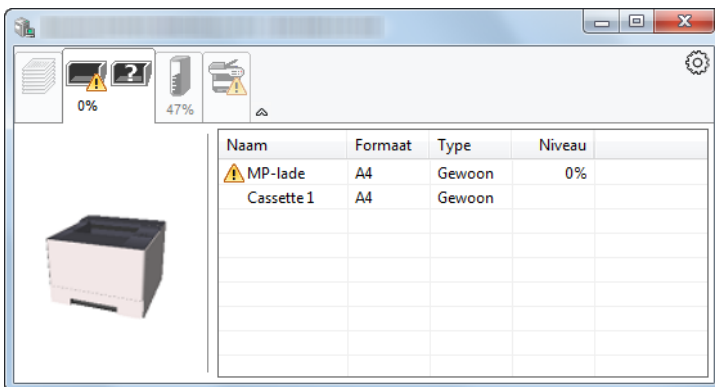 ?
0%
47%
Naam Formaat Type Niveau
MP-lade A4 Gewoon 0%
Cassette 1 A4 Gewoon